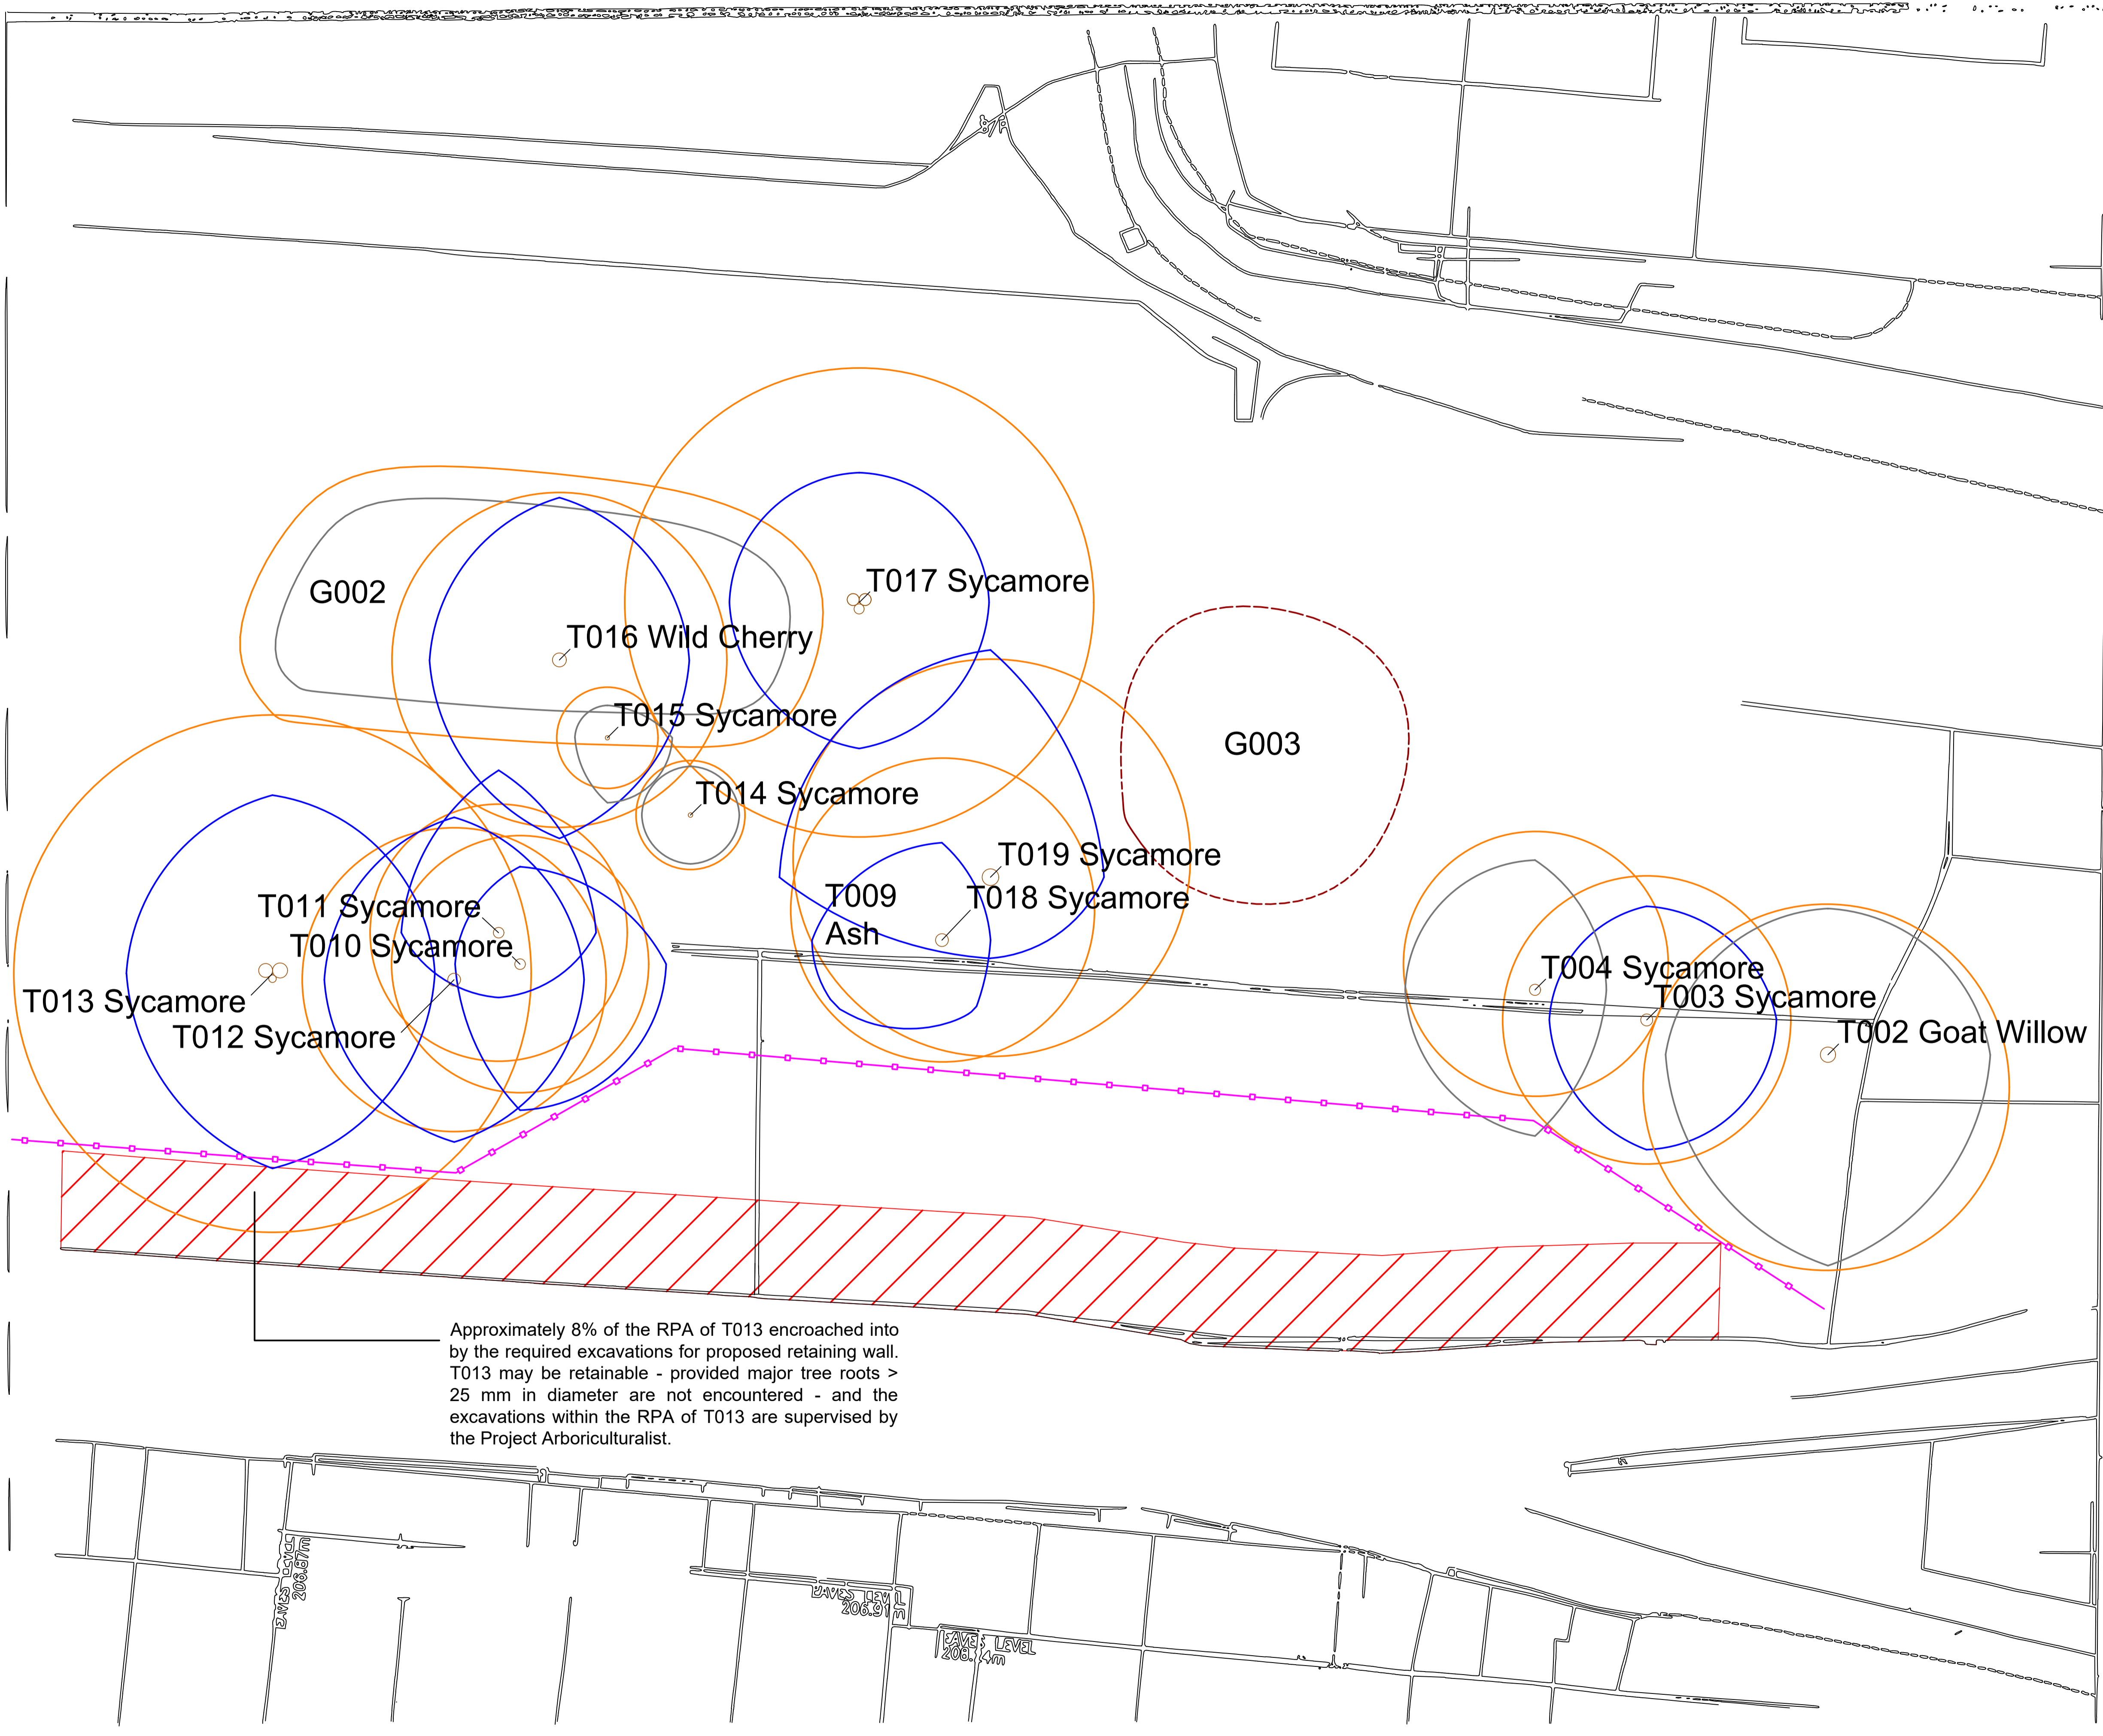 G002
T017 Sycamore
T016 Wild Cherry
T015 Sycamore
G003
T014 Sycamore
T019 Sycamore
T009
Ash
T018 Sycamore
T011 Sycamore
T010 Sycamore
T013 Sycamore
T012 Sycamore
T004 Sycamore
T003 Sycamore
T002 Goat Willow
Approximately 8% of the RPA of T013 encroached into
by the required excavations for proposed retaining wall.
T013 may be retainable - provided major tree roots >
25 mm in diameter are not encountered - and the
excavations within the RPA of T013 are supervised by
the Project Arboriculturalist.
EAVES LEVEL
206.87m
EAVES LEVEL
206.91m
EAVES LEVEL